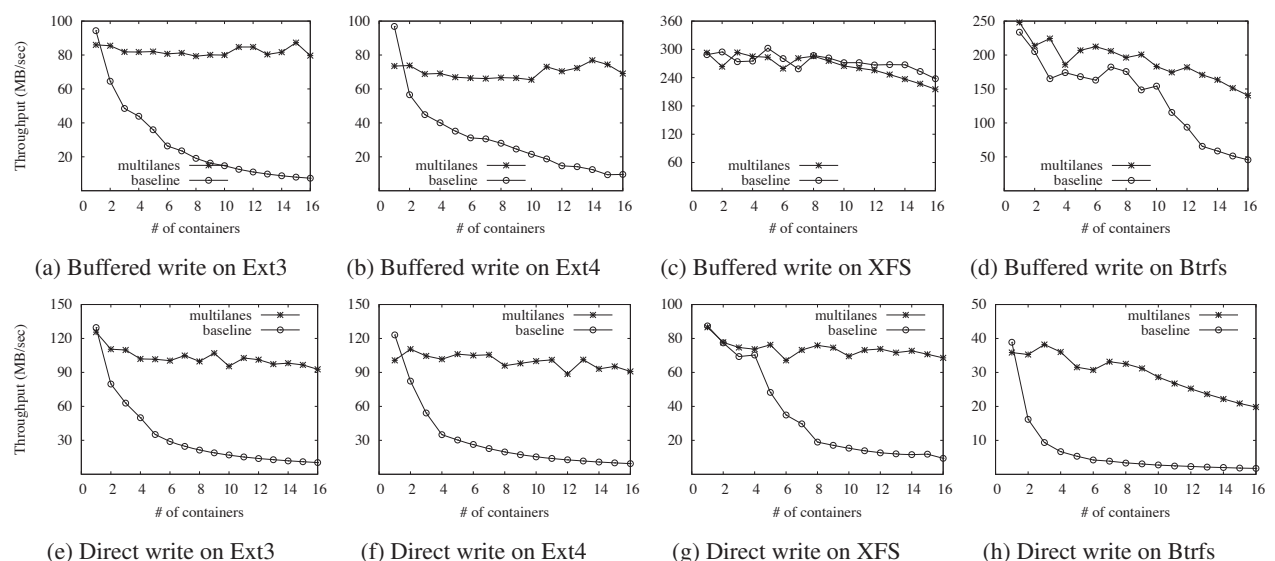 Throughput (MB/sec)
100
80
60
40
20
multilanes
baseline
0 2 4 6 8 10 12 14 16
# of containers
(a) Buffered write on Ext3
100
80
60
40
20
multilanes
baseline
0 2 4 6 8 10 12 14 16
# of containers
(b) Buffered write on Ext4
360
300
240
180
120
60
multilanes
baseline
0 2 4 6 8 10 12 14 16
# of containers
(c) Buffered write on XFS
250
200
150
100
50
multilanes
baseline
0 2 4 6 8 10 12 14 16
# of containers
(d) Buffered write on Btrfs
Throughput (MB/sec)
150
120
90
60
30
multilanes
baseline
0 2 4 6 8 10 12 14 16
# of containers
(e) Direct write on Ext3
150
120
90
60
30
multilanes
baseline
0 2 4 6 8 10 12 14 16
# of containers
(f) Direct write on Ext4
100
80
60
40
20
multilanes
baseline
0 2 4 6 8 10 12 14 16
# of containers
(g) Direct write on XFS
50
40
30
20
10
multilanes
baseline
0 2 4 6 8 10 12 14 16
# of containers
(h) Direct write on Btrfs